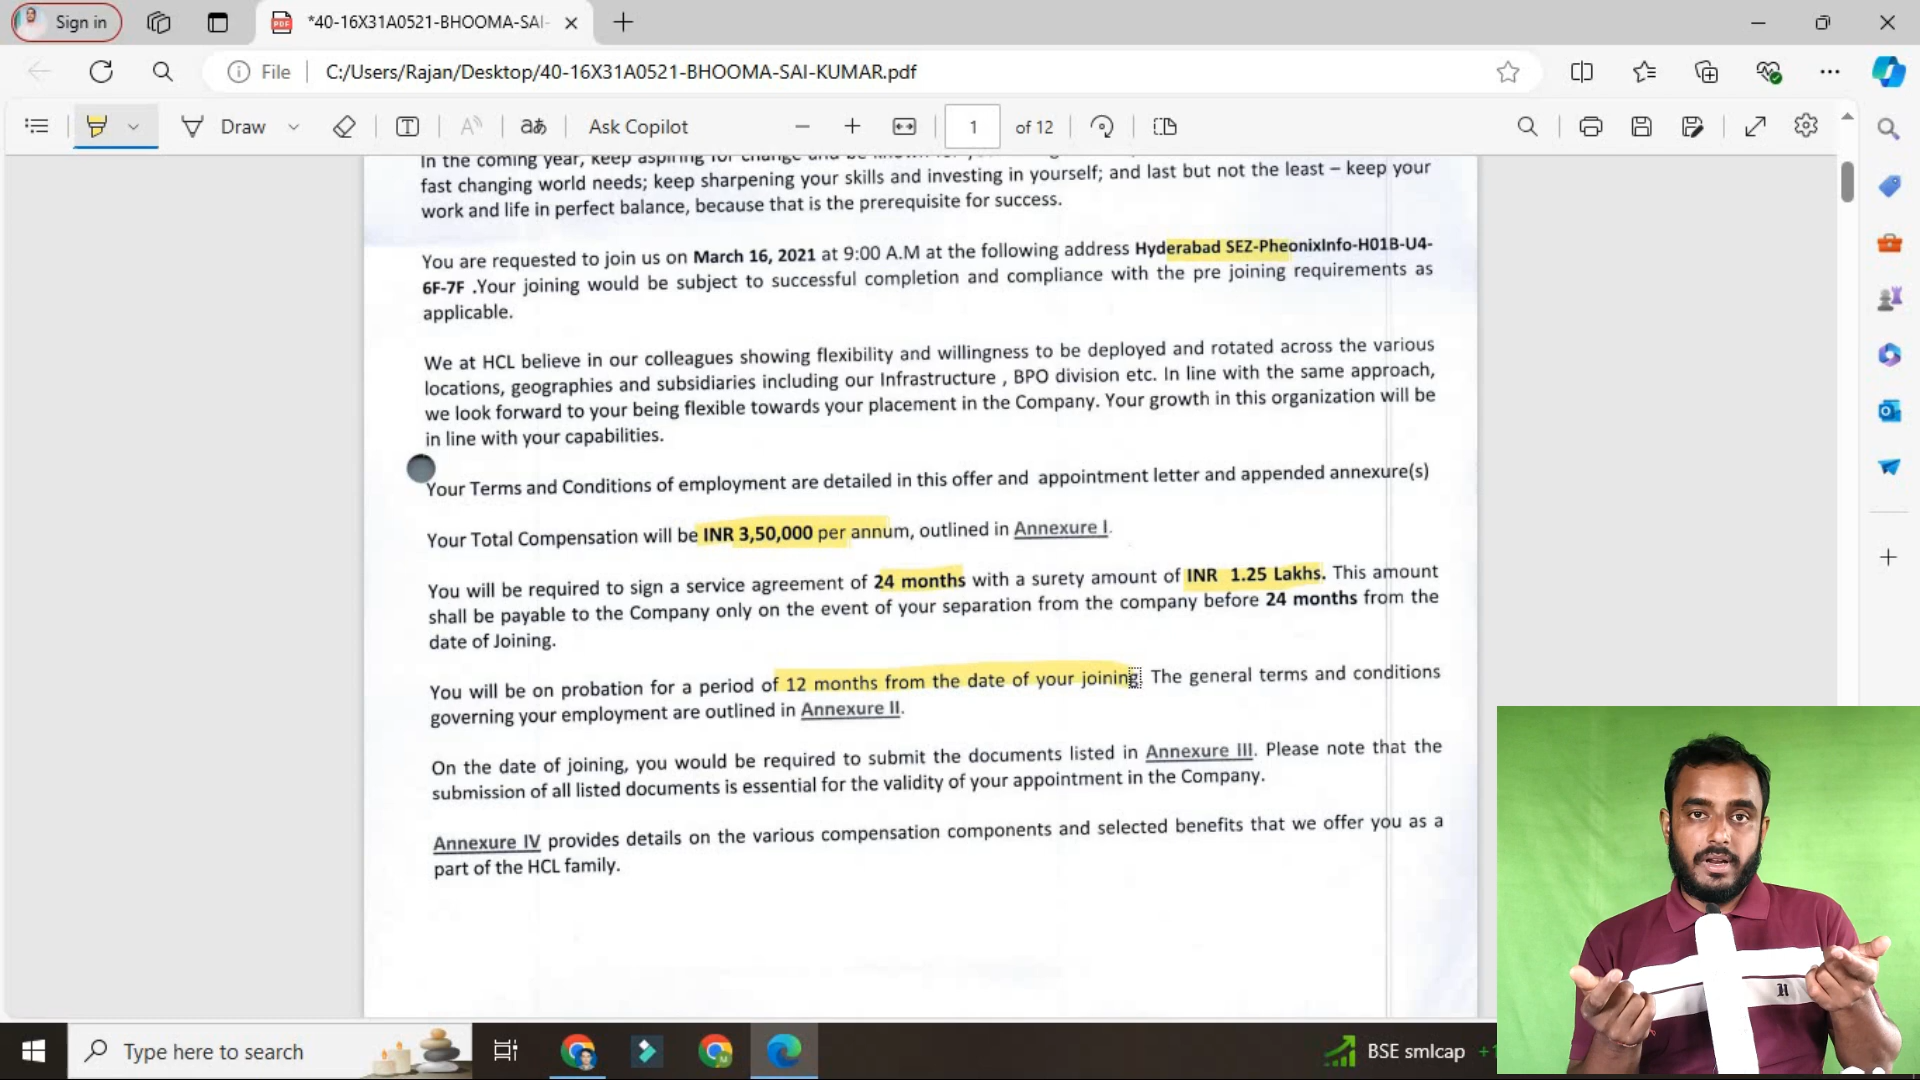 Sign in
*40-16X31A0521-BHOOMA-SAI-
File
C:/Users/Rajan/Desktop/40-16X31A0521-BHOOMA-SAI-KUMAR.pdf
Draw
Ask Copilot
1 of 12
In the coming year, keep aspiring for change and be known for
fast changing world needs; keep sharpening your skills and investing in yourself; and last but not the least – keep your
work and life in perfect balance, because that is the prerequisite for success.
You are requested to join us on March 16, 2021 at 9:00 A.M at the following address Hyderabad SEZ-PheonixInfo-H01B-U4-
6F-7F .Your joining would be subject to successful completion and compliance with the pre joining requirements as
applicable.
We at HCL believe in our colleagues showing flexibility and willingness to be deployed and rotated across the various
locations, geographies and subsidiaries including our Infrastructure , BPO division etc. In line with the same approach,
we look forward to your being flexible towards your placement in the Company. Your growth in this organization will be
in line with your capabilities.
Your Terms and Conditions of employment are detailed in this offer and appointment letter and appended annexure(s)
Your Total Compensation will be INR 3,50,000 per annum, outlined in Annexure I.
You will be required to sign a service agreement of 24 months with a surety amount of INR 1.25 Lakhs. This amount
shall be payable to the Company only on the event of your separation from the company before 24 months from the
date of Joining.
You will be on probation for a period of 12 months from the date of your joining. The general terms and conditions
governing your employment are outlined in Annexure II.
On the date of joining, you would be required to submit the documents listed in Annexure III. Please note that the
submission of all listed documents is essential for the validity of your appointment in the Company.
Annexure IV provides details on the various compensation components and selected benefits that we offer you as a
part of the HCL family.
H
Type here to search
BSE smlcap